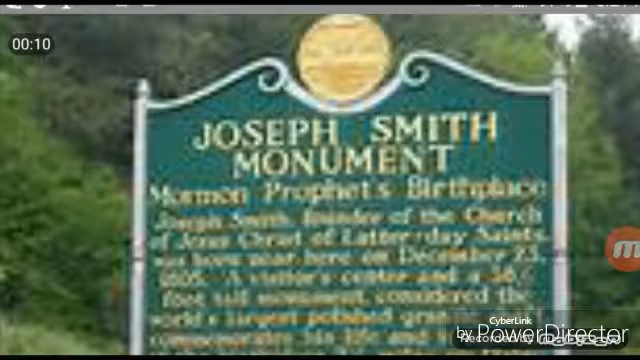 00:10
JOSEPH SMITH
MONUMENT
Mormon Prophet's Birthplace
Joseph Smith, founder of the Church
of Jesus Christ of Latter-day Saints
was born near here on December 23,
1805. A visitor's center and a 38½
foot tall monument, considered the
world's largest polished
CyberLink
by PowerDirector
Recorded by